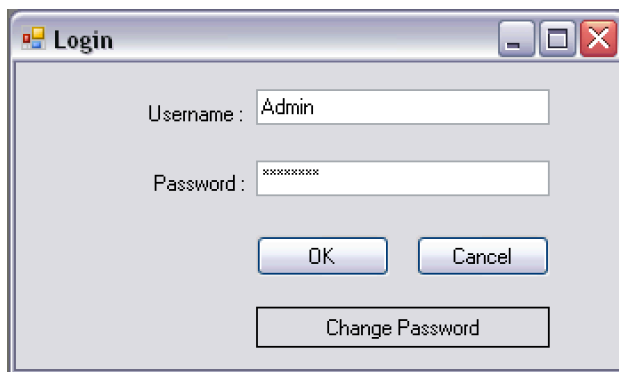 Login
Username : Admin
Password : ********
OK Cancel
Change Password